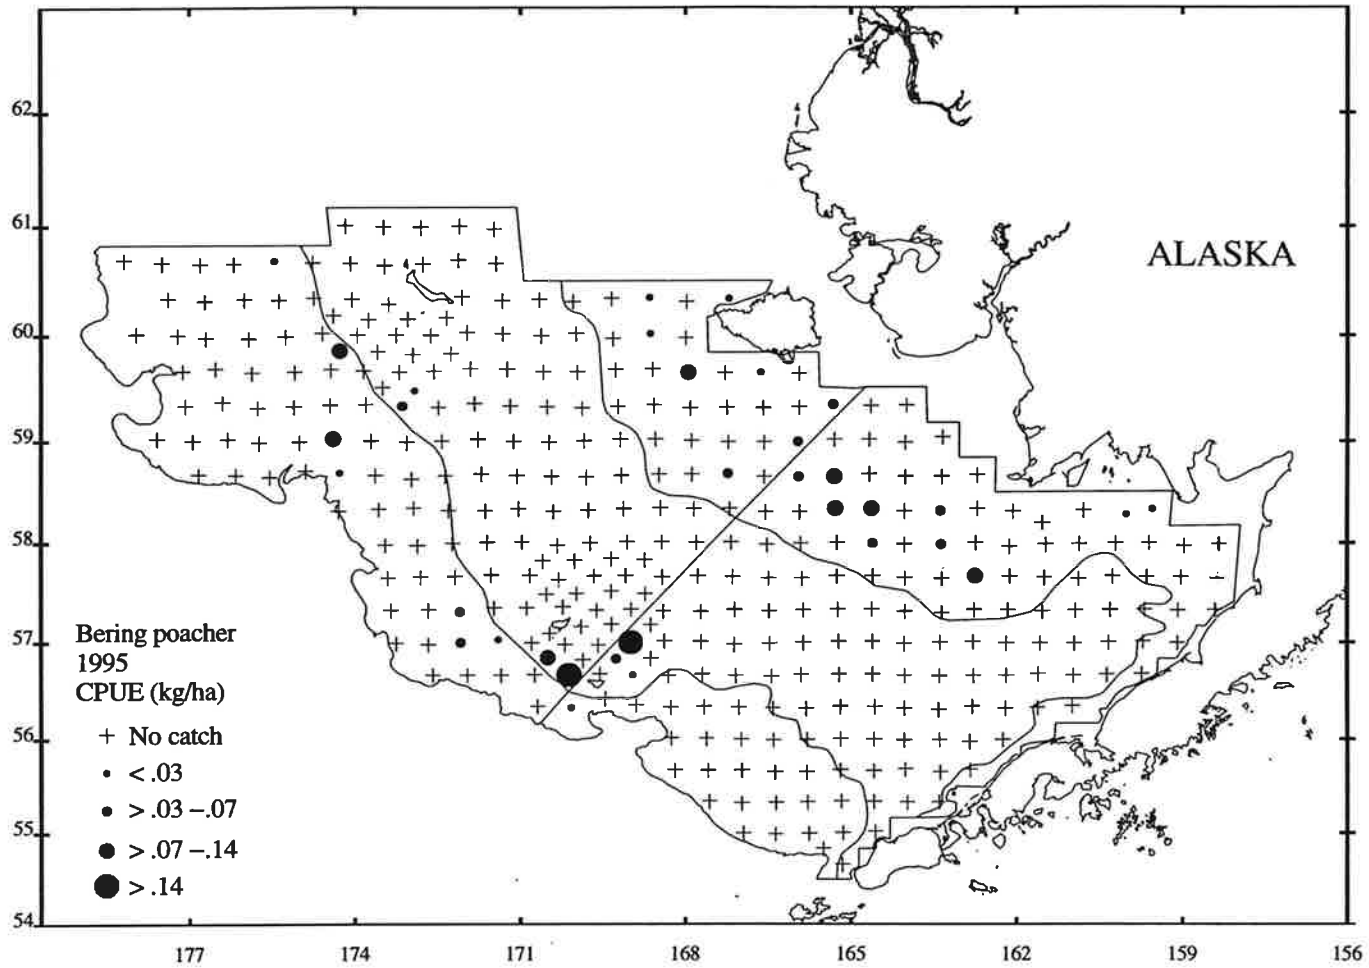 62
61
60
59
58
57
56
55
54
ALASKA
Bering poacher
1995
CPUE (kg/ha)
+ No catch
< .03
> .03 –.07
> .07 –.14
> .14
177 174 171 168 165 162 159 156